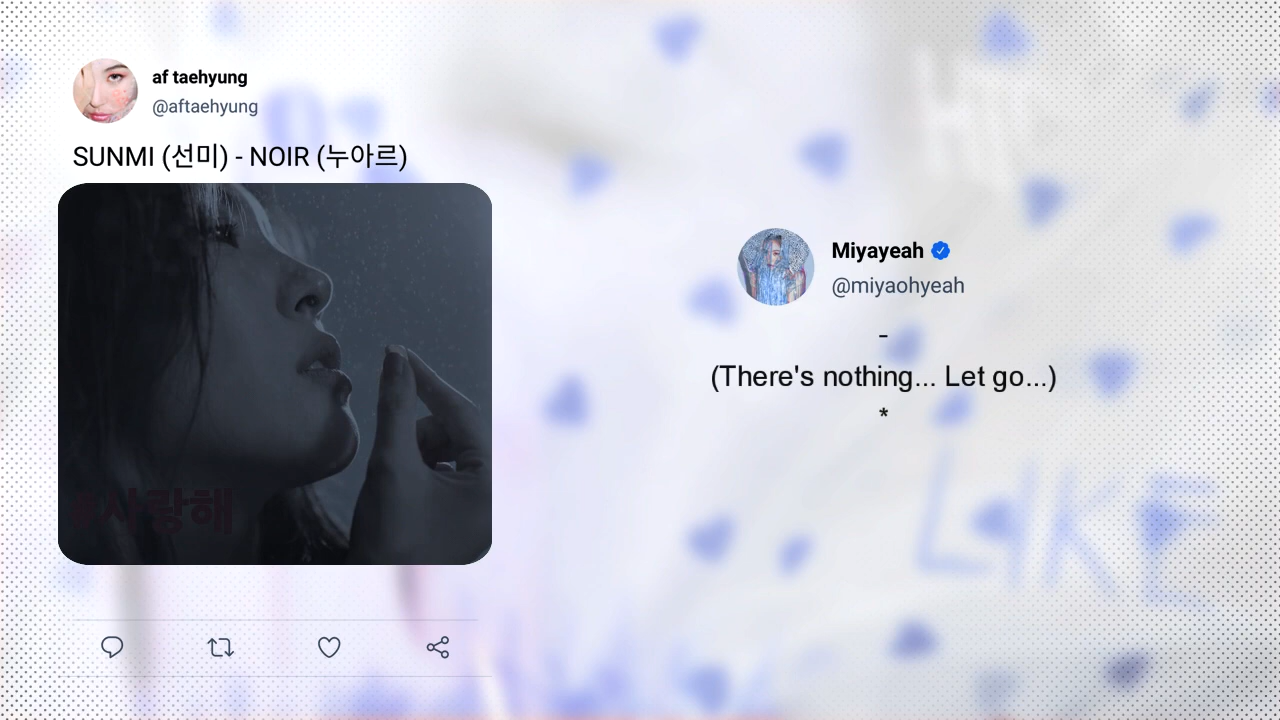 af taehyung
@aftaehyung
SUNMI (선미) - NOIR (누아르)
#사랑해
Miyayeah
@miyaohyeah
-
(There's nothing... Let go...)
*
LIKE